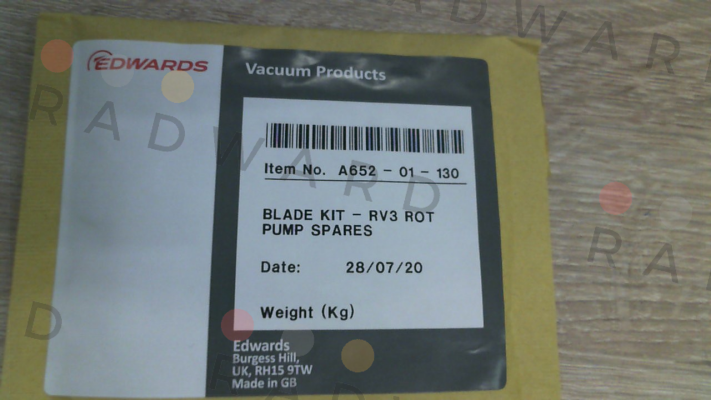 EDWARDS
Vacuum Products
Item No. A652 - 01 - 130
BLADE KIT - RV3 ROT
PUMP SPARES
Date: 28/07/20
Weight (Kg)
Edwards
Burgess Hill,
UK, RH15 9TW
Made in GB
RADWARD